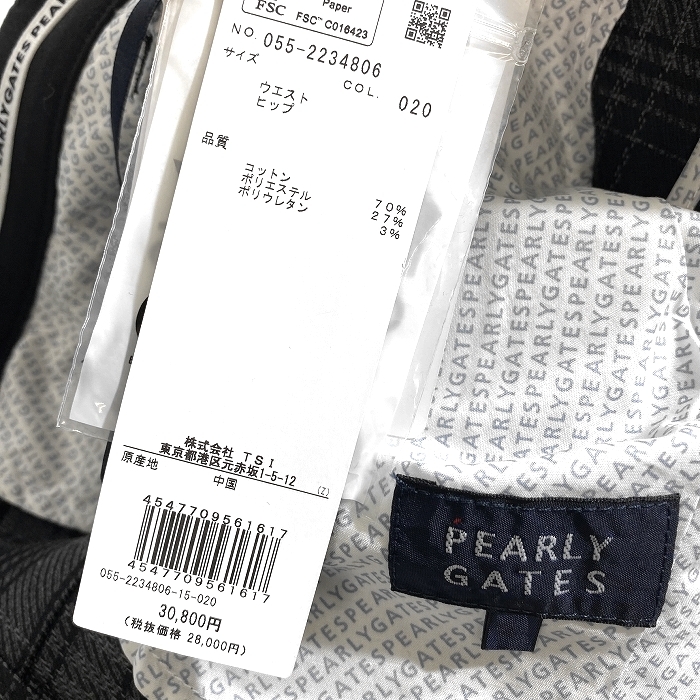 Paper
FSC
FSC™ C016423
NO. 055-2234806
サイズ
COL. 020
ウエスト
ヒップ
品質
コットン 70%
ポリエステル 27%
ポリウレタン 3%
株式会社 TSI
東京都港区元赤坂1-5-12
原産地 (Z)
中国
4547709561617
4547709561617
055-2234806-15-020
30,800円
(税抜価格 28,000円)
PEARLY
GATES
PEARLYGATES PEARLYGATES